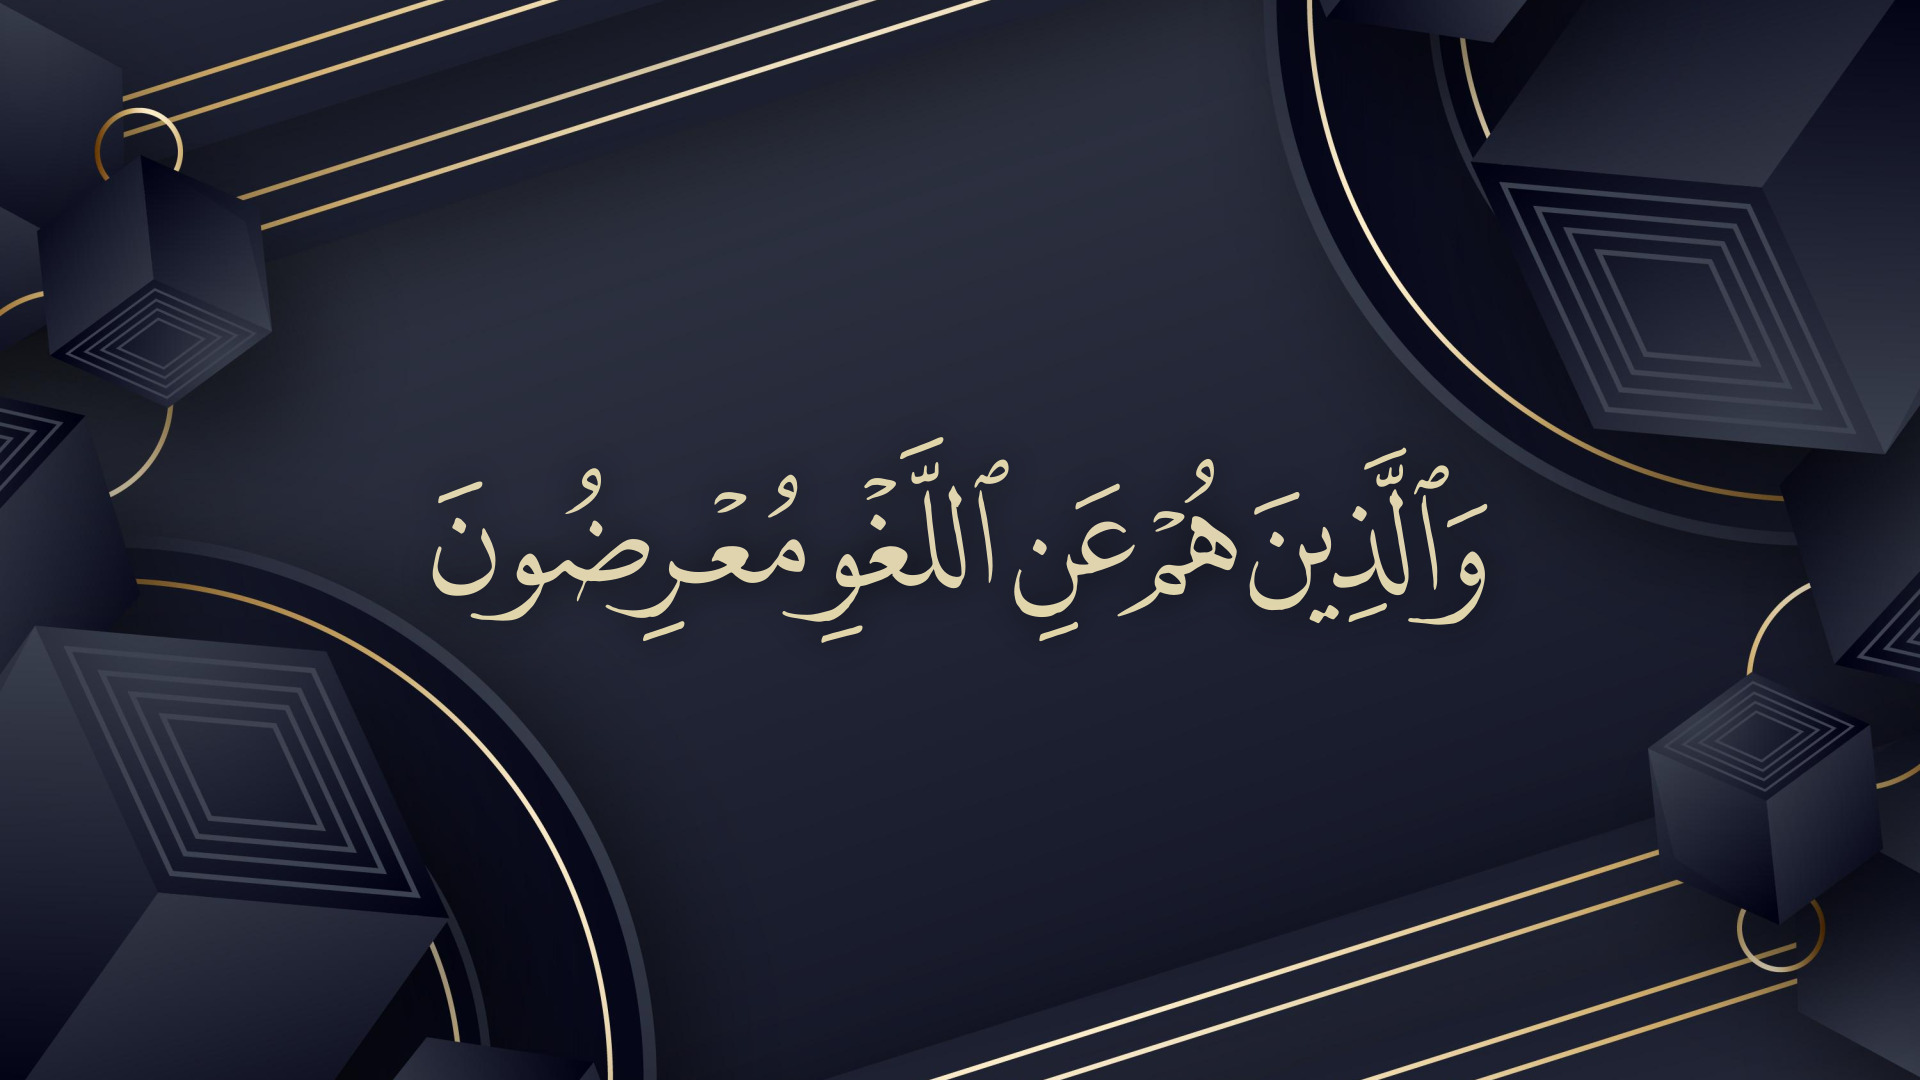 وَٱلَّذِينَ هُمْ عَنِ ٱللَّغْوِ مُعْرِضُونَ